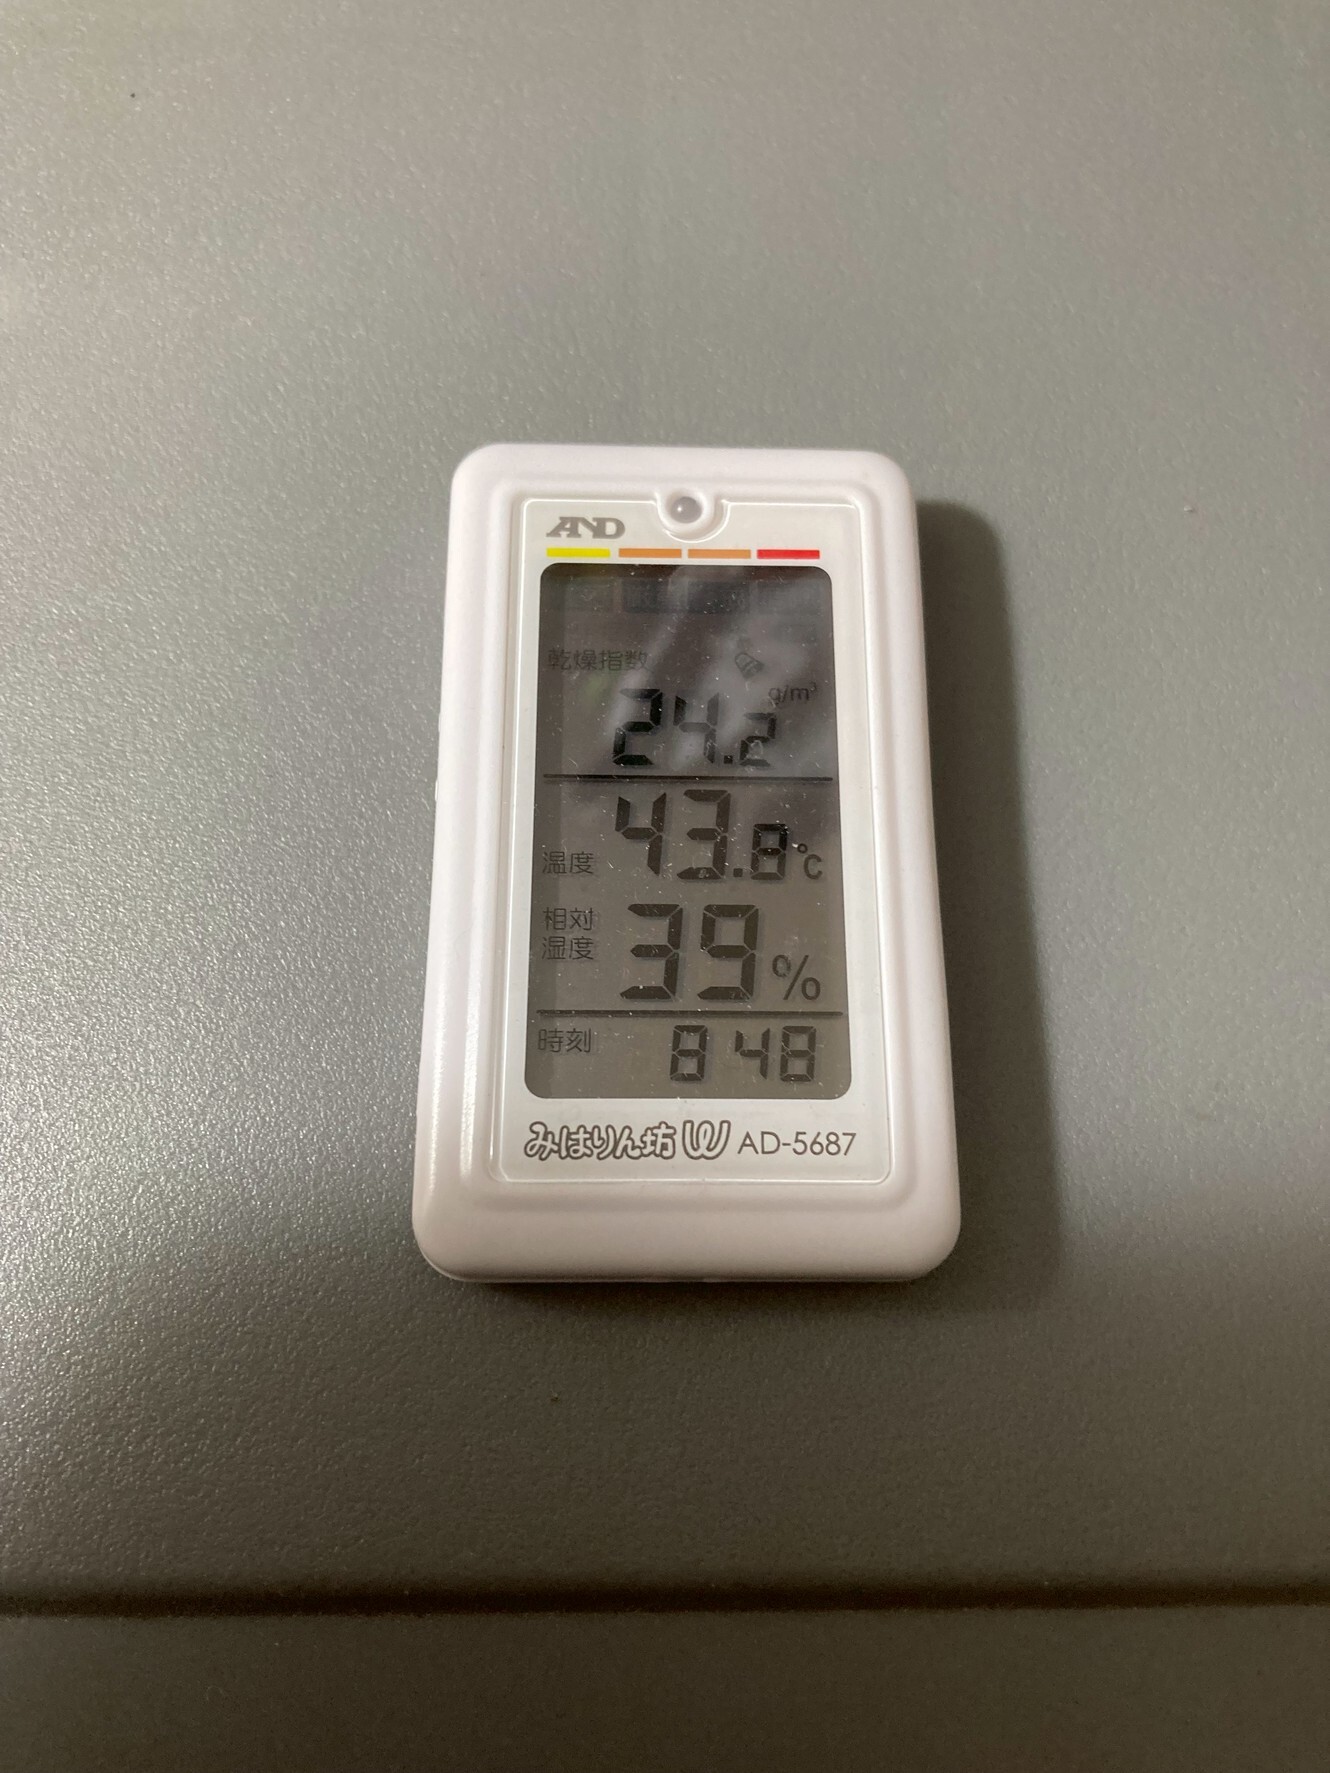 AND
乾燥指数
g/m³
24.2
温度 43.8℃
相対
湿度 39%
時刻 8 48
みはりん坊W AD-5687